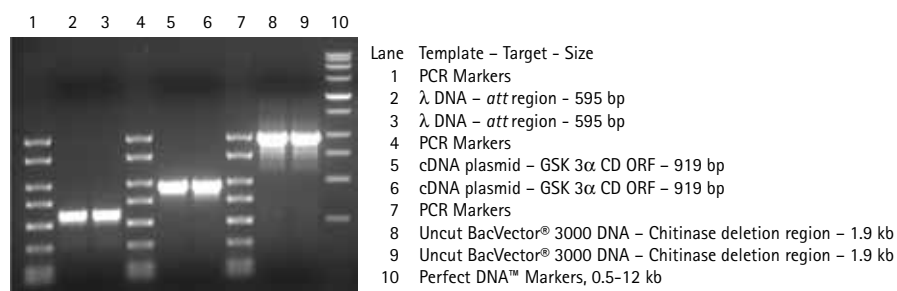 1 2 3 4 5 6 7 8 9 10
Lane Template – Target - Size
1 PCR Markers
2 λ DNA – att region - 595 bp
3 λ DNA – att region - 595 bp
4 PCR Markers
5 cDNA plasmid – GSK 3α CD ORF – 919 bp
6 cDNA plasmid – GSK 3α CD ORF – 919 bp
7 PCR Markers
8 Uncut BacVector® 3000 DNA – Chitinase deletion region – 1.9 kb
9 Uncut BacVector® 3000 DNA – Chitinase deletion region – 1.9 kb
10 Perfect DNA™ Markers, 0.5-12 kb